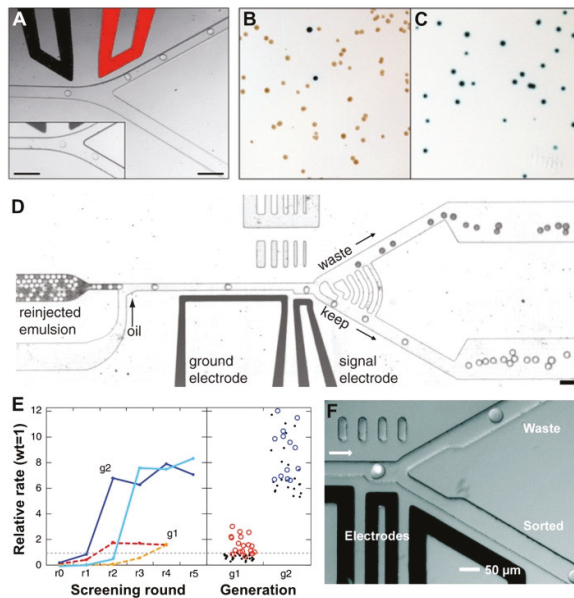 A
B
C
D
waste
keep
reinjected
emulsion
oil
ground
electrode
signal
electrode
E
Relative rate (wt=1)
12
10
8
6
4
2
0
g2
g1
r0 r1 r2 r3 r4 r5
Screening round
g1 g2
Generation
F
Waste
Sorted
Electrodes
50 µm